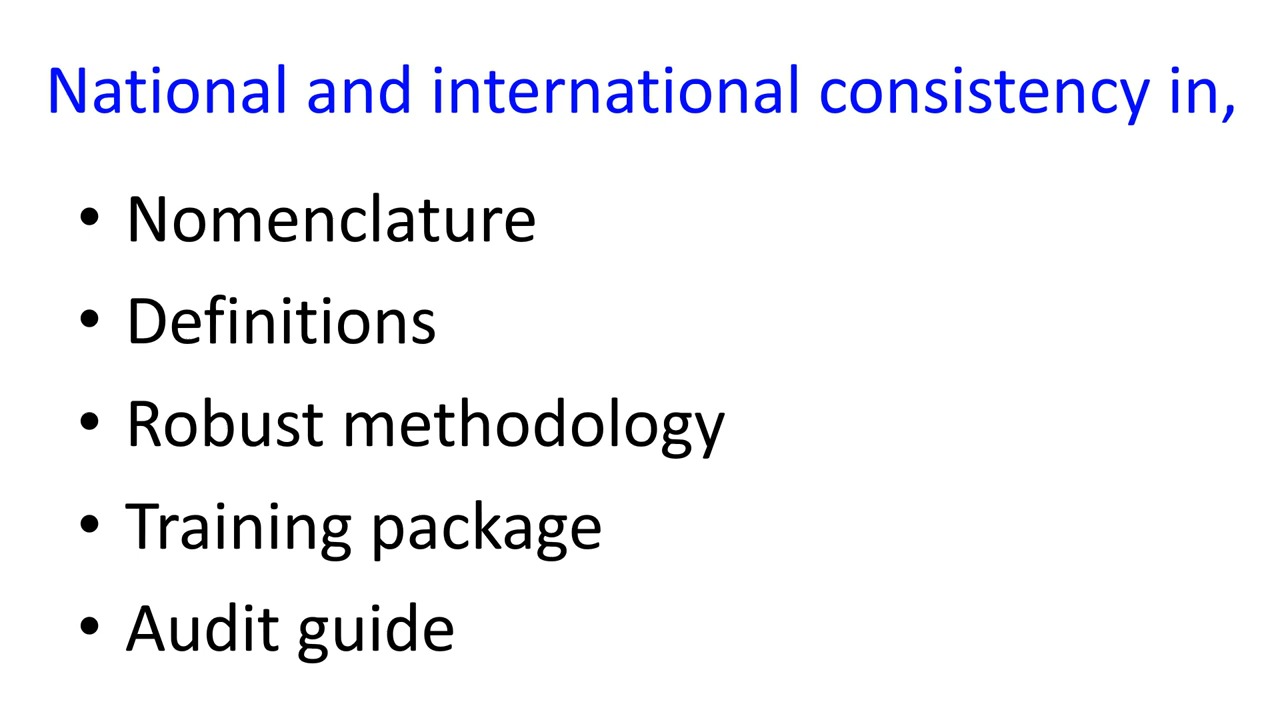 National and international consistency in,
• Nomenclature
• Definitions
• Robust methodology
• Training package
• Audit guide